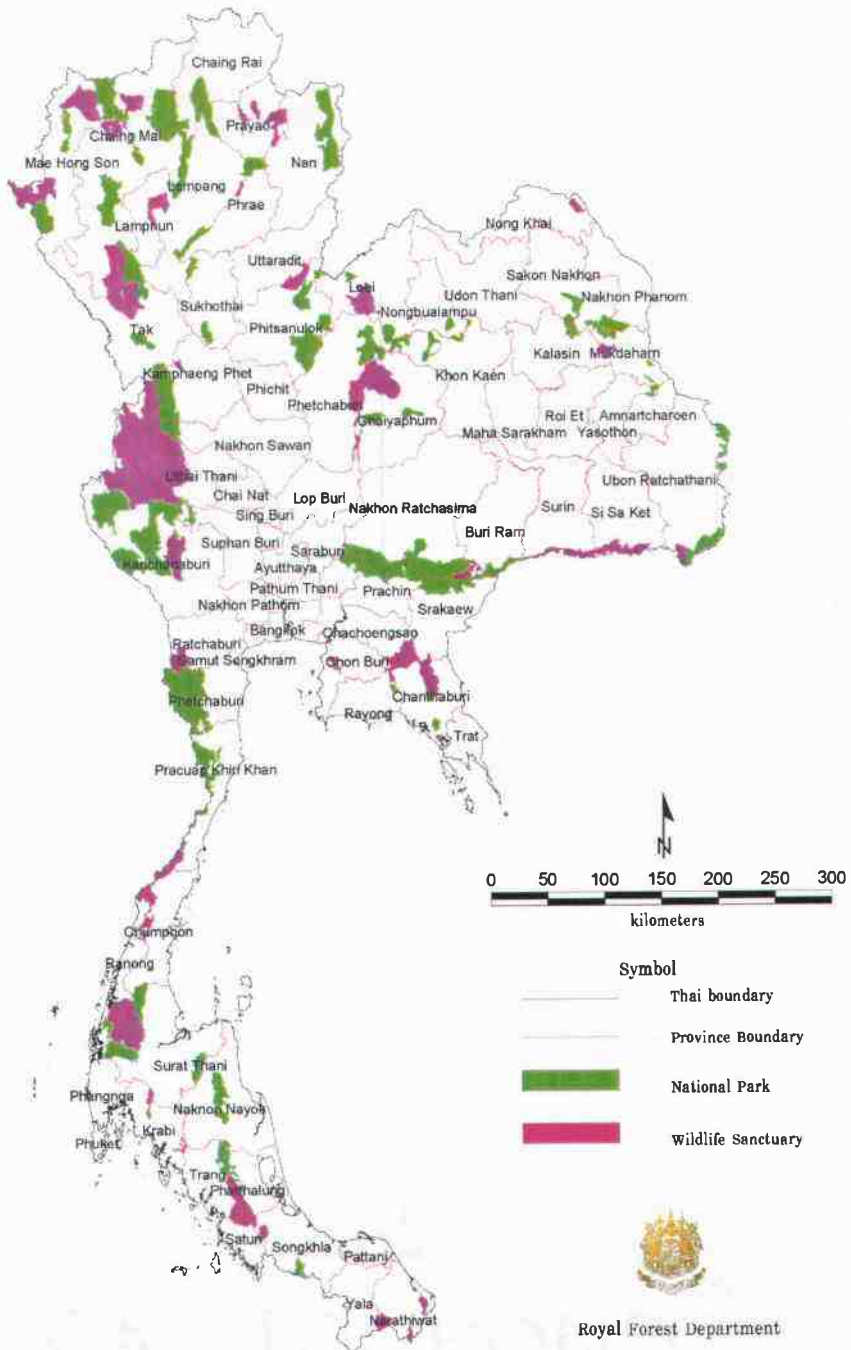 Chaing Rai
Prayao
Chaing Mai
Mae Hong Son
Nan
Lampang
Phrae
Lamphun
Nong Khai
Uttaradit
Loei
Sakon Nakhon
Udon Thani
Nakhon Phanom
Sukhothai
Nongbualampu
Tak
Phitsanulok
Kalasin
Mukdaharn
Kamphaeng Phet
Khon Kaen
Phichit
Phetchabun
Chaiyaphum
Roi Et
Amnartcharoen
Maha Sarakham
Yasothon
Nakhon Sawan
Uthai Thani
Ubon Ratchathani
Chai Nat
Lop Buri
Nakhon Ratchasima
Surin
Si Sa Ket
Sing Buri
Buri Ram
Suphan Buri
Saraburi
Kanchanaburi
Ayutthaya
Pathum Thani
Prachin
Nakhon Pathom
Srakaew
Bangkok
Chachoengsao
Ratchaburi
Samut Songkhram
Chon Buri
Phetchaburi
Chanthaburi
Rayong
Trat
Pracuap Khiri Khan
N
0 50 100 150 200 250 300
kilometers
Chumphon
Ranong
Symbol
Thai boundary
Province Boundary
National Park
Wildlife Sanctuary
Surat Thani
Phangnga
Naknon Nayok
Krabi
Phuket
Trang
Phatthalung
Satun
Songkhla
Pattani
Yala
Narathiwat
Royal Forest Department